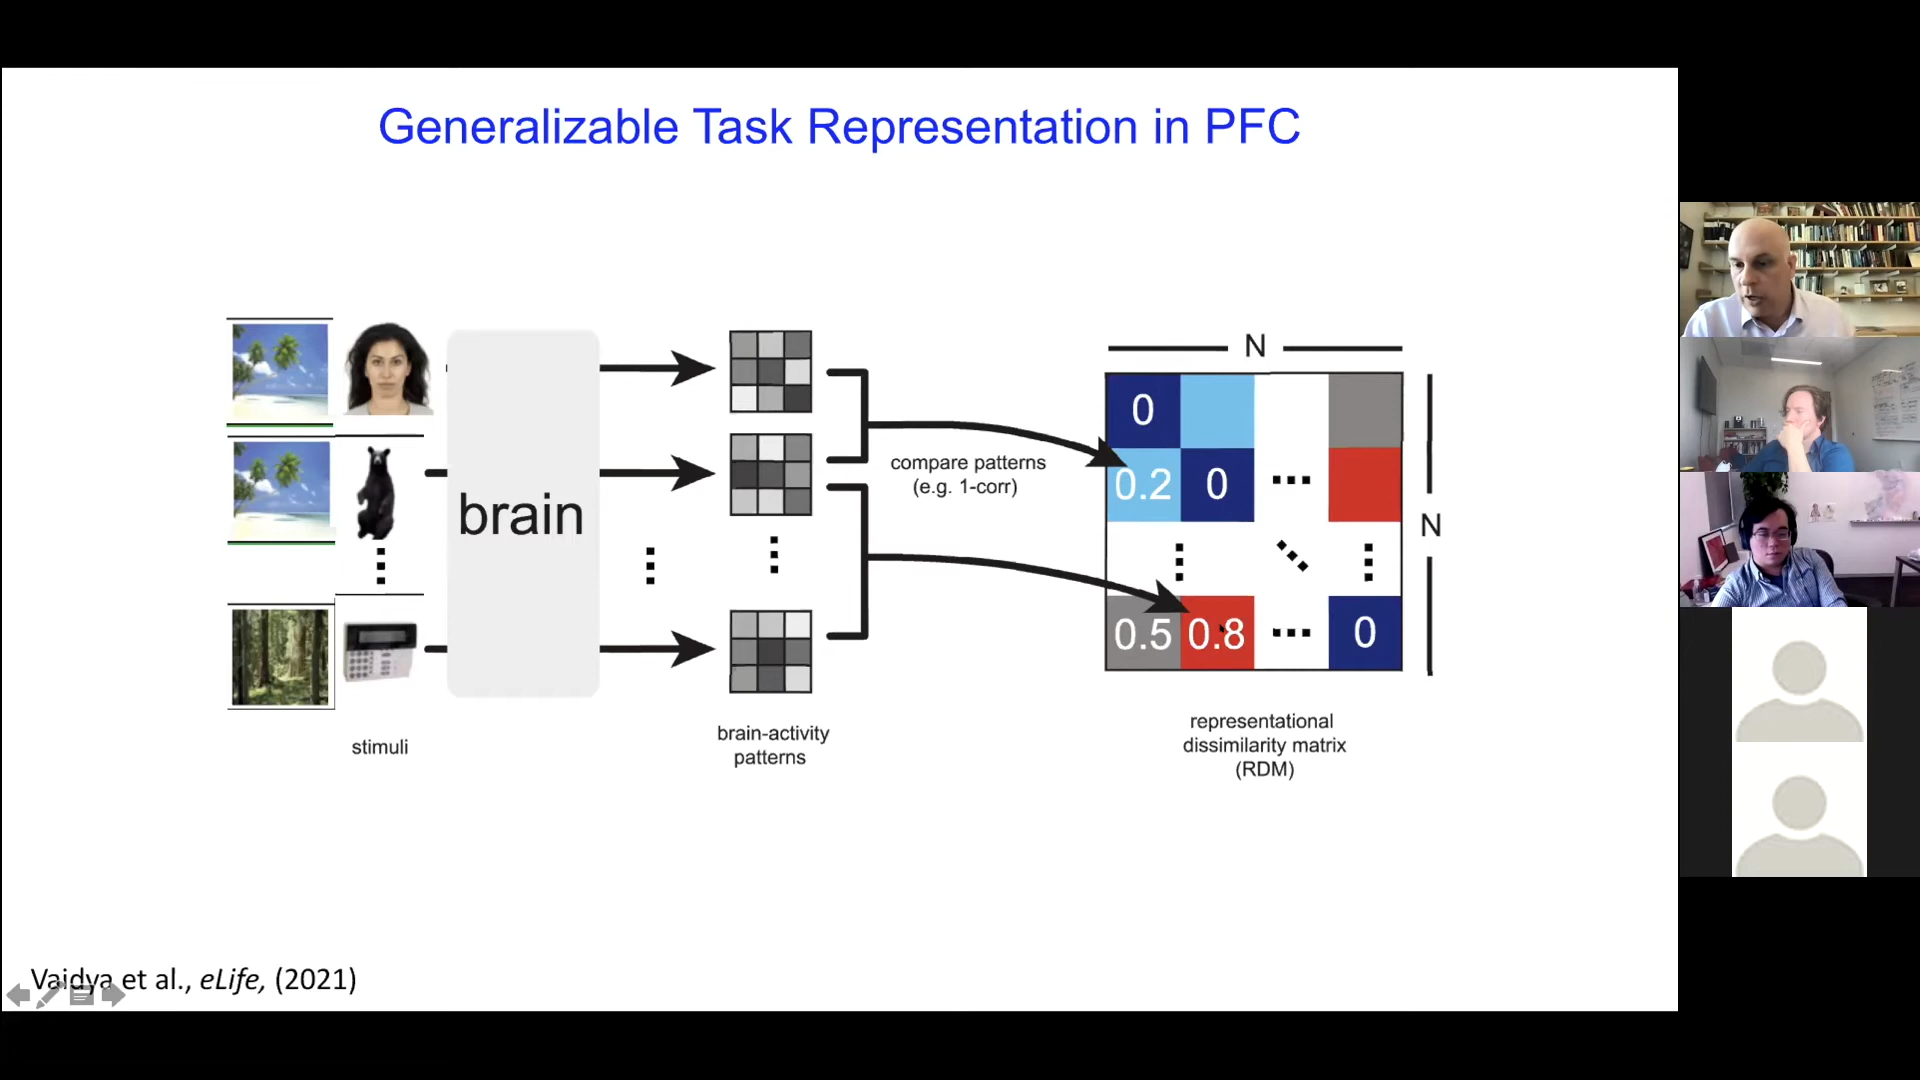 Generalizable Task Representation in PFC
brain
compare patterns
(e.g. 1-corr)
N
N
0
0.2
0
0.5
0.8
0
stimuli
brain-activity
patterns
representational
dissimilarity matrix
(RDM)
Vaidya et al., eLife, (2021)